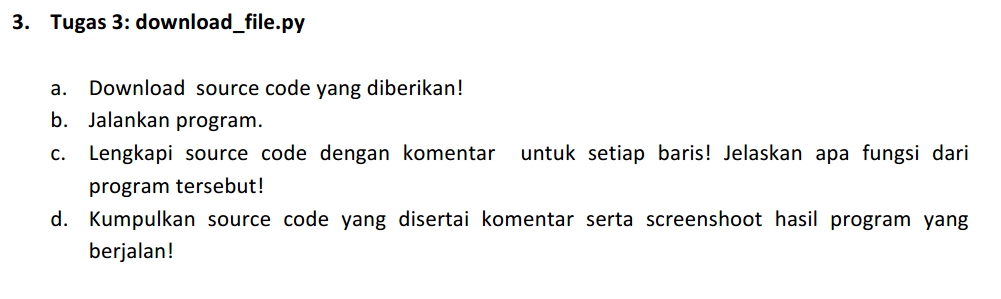 3. Tugas 3: download_file.py
a. Download source code yang diberikan!
b. Jalankan program.
c. Lengkapi source code dengan komentar untuk setiap baris! Jelaskan apa fungsi dari
program tersebut!
d. Kumpulkan source code yang disertai komentar serta screenshoot hasil program yang
berjalan!